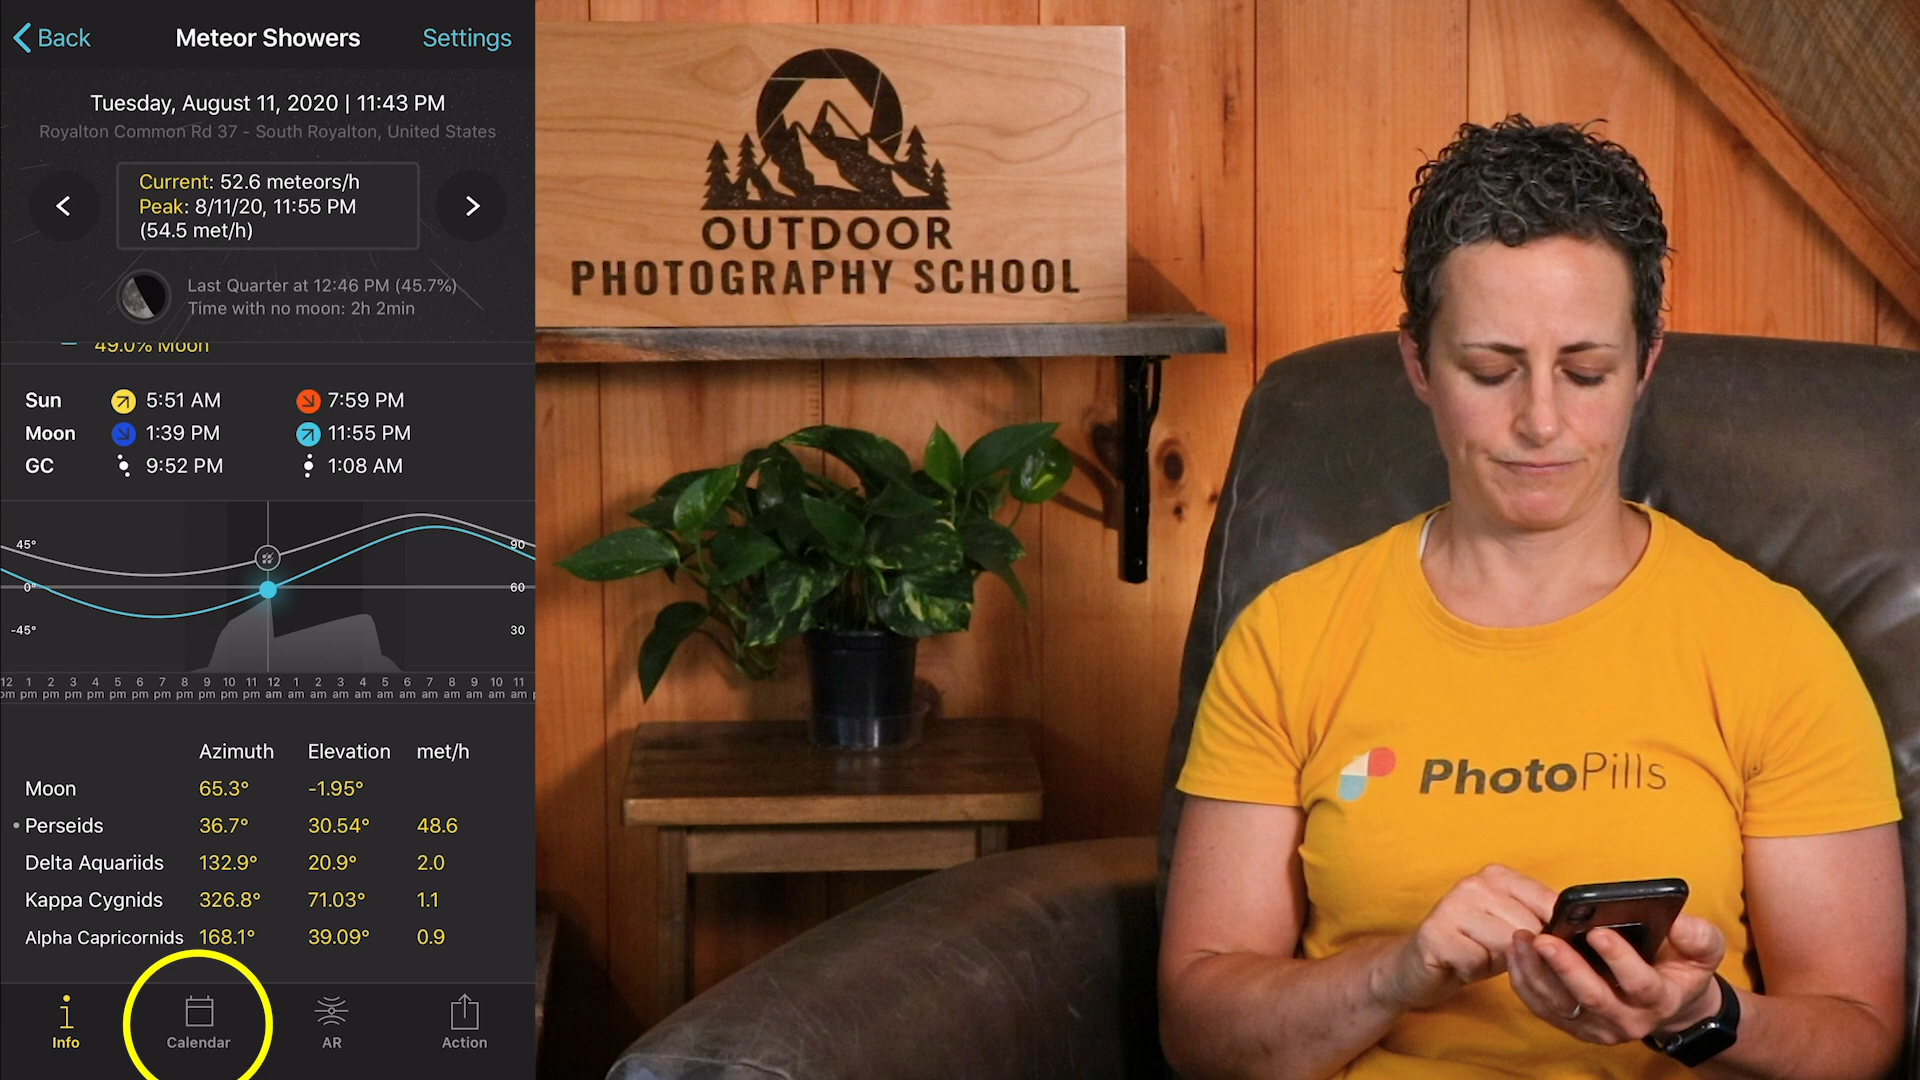 Back Meteor Showers Settings
Tuesday, August 11, 2020 | 11:43 PM
Royalton Common Rd 37 - South Royalton, United States
Current: 52.6 meteors/h
Peak: 8/11/20, 11:55 PM
(54.5 met/h)
Last Quarter at 12:46 PM (45.7%)
Time with no moon: 2h 2min
49.0% Moon
Sun 5:51 AM 7:59 PM
Moon 1:39 PM 11:55 PM
GC 9:52 PM 1:08 AM
45° 90
0° 60
-45° 30
12 1 2 3 4 5 6 7 8 9 10 11 12 1 2 3 4 5 6 7 8 9 10 11
pm pm pm pm pm pm pm pm pm pm pm pm am am am am am am am am am am am am
Azimuth Elevation met/h
Moon 65.3° -1.95°
• Perseids 36.7° 30.54° 48.6
Delta Aquariids 132.9° 20.9° 2.0
Kappa Cygnids 326.8° 71.03° 1.1
Alpha Capricornids 168.1° 39.09° 0.9
Info Calendar AR Action
OUTDOOR
PHOTOGRAPHY SCHOOL
PhotoPills